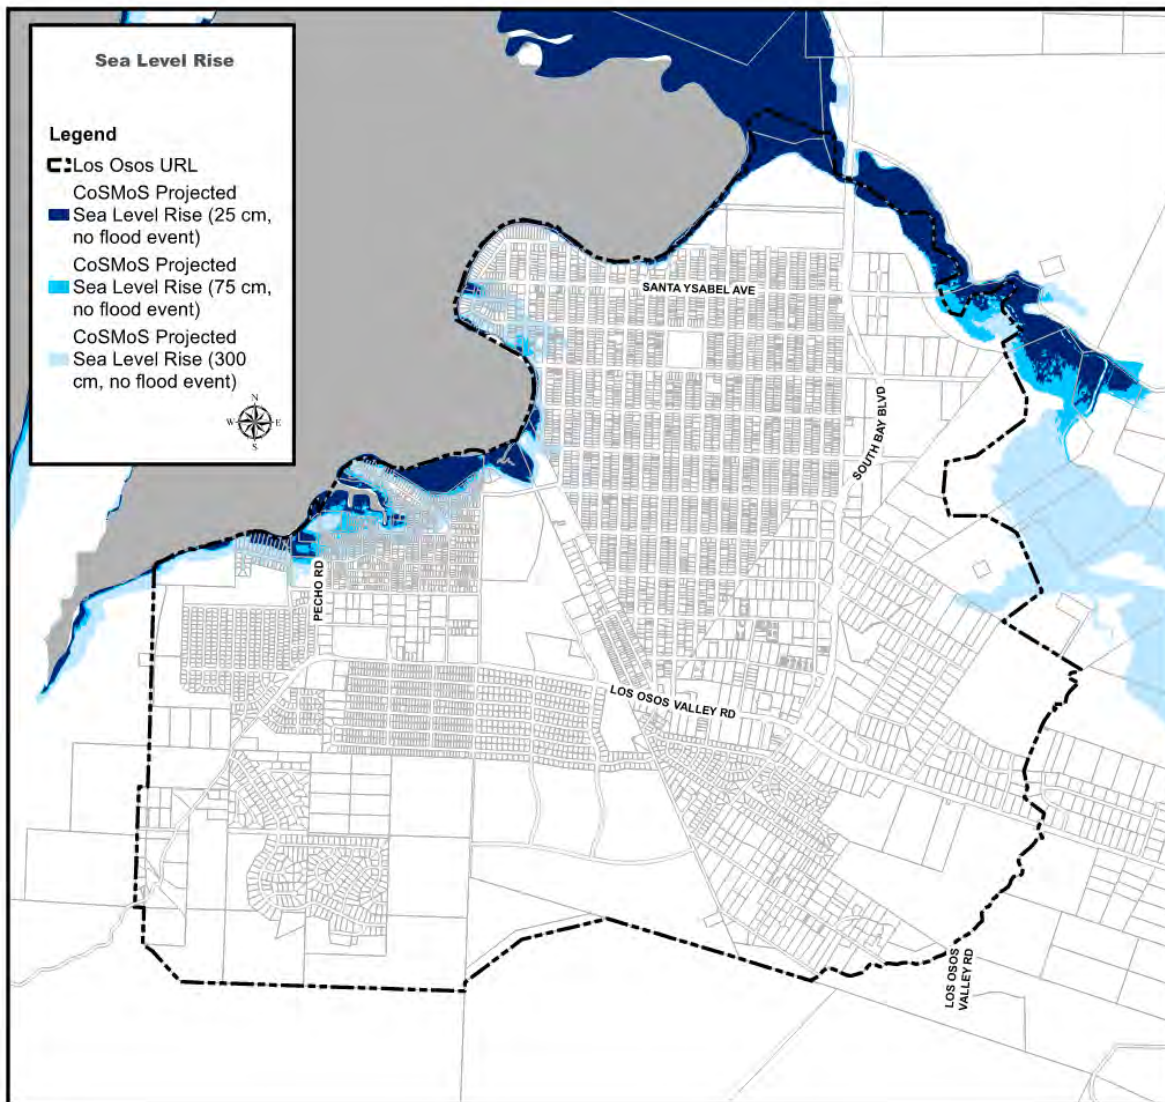 Sea Level Rise
Legend
Los Osos URL
CoSMoS Projected
Sea Level Rise (25 cm,
no flood event)
CoSMoS Projected
Sea Level Rise (75 cm,
no flood event)
CoSMoS Projected
Sea Level Rise (300
cm, no flood event)
N
W
E
S
SANTA YSABEL AVE
SOUTH BAY BLVD
PECHO RD
LOS OSOS VALLEY RD
LOS OSOS
VALLEY RD